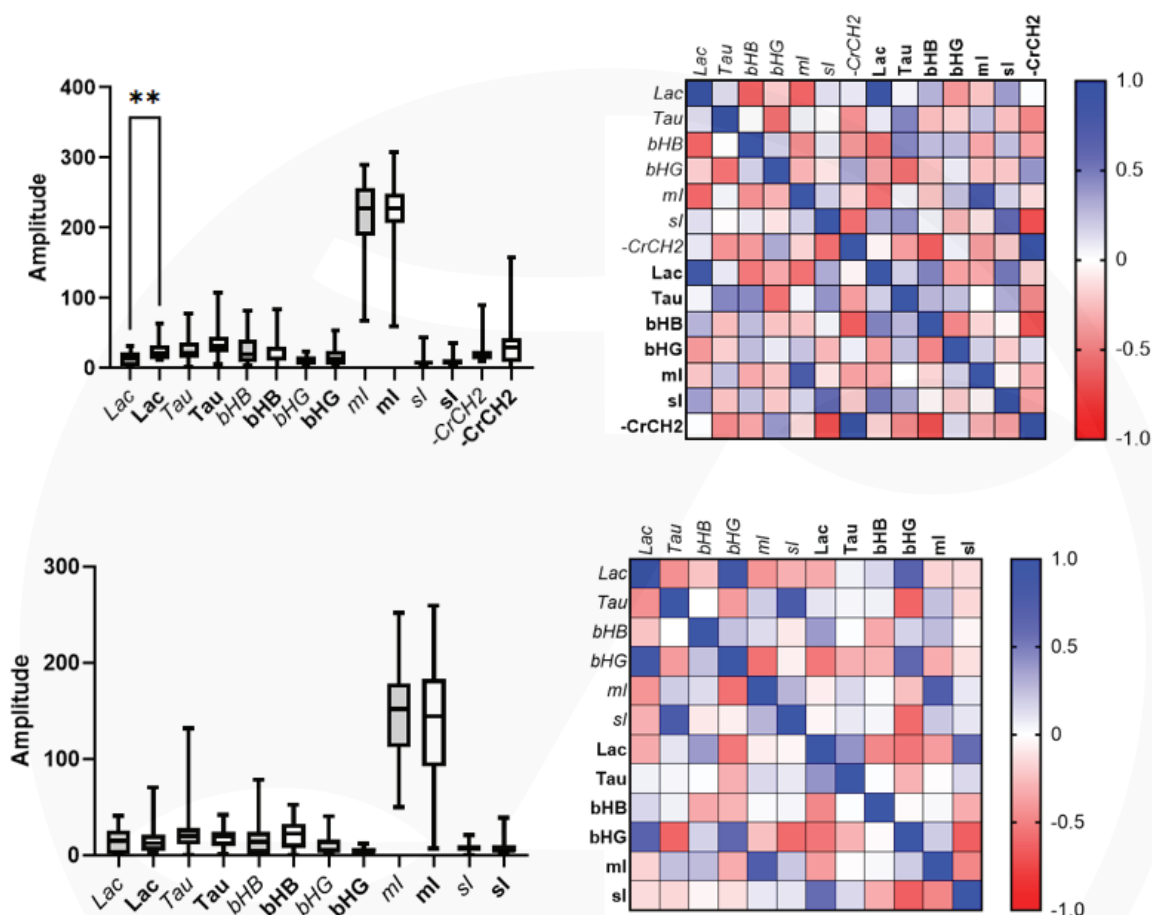 400
300
200
100
0
Amplitude
**
Lac
Lac
Tau
Tau
bHB
bHB
bHG
bHG
mI
mI
sI
sI
-CrCH2
-CrCH2
Lac
Tau
bHB
bHG
mI
sI
-CrCH2
Lac
Tau
bHB
bHG
mI
sI
-CrCH2
Lac
Tau
bHB
bHG
mI
sI
-CrCH2
Lac
Tau
bHB
bHG
mI
sI
-CrCH2
1.0
0.5
0
-0.5
-1.0
300
200
100
0
Amplitude
Lac
Lac
Tau
Tau
bHB
bHB
bHG
bHG
mI
mI
sI
sI
Lac
Tau
bHB
bHG
mI
sI
Lac
Tau
bHB
bHG
mI
sI
Lac
Tau
bHB
bHG
mI
sI
Lac
Tau
bHB
bHG
mI
sI
1.0
0.5
0
-0.5
-1.0